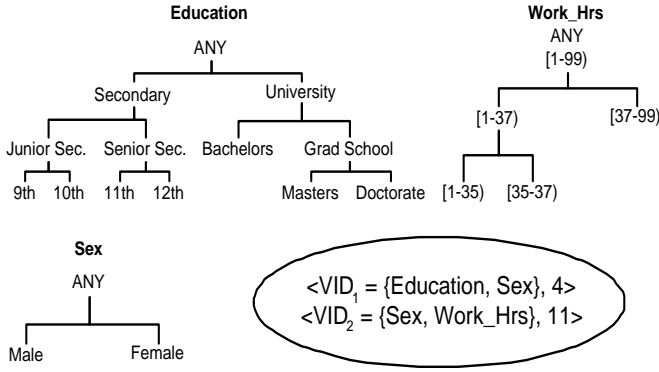 Education
ANY
Secondary University
Junior Sec. Senior Sec. Bachelors Grad School
9th 10th 11th 12th Masters Doctorate
Work_Hrs
ANY
[1-99)
[1-37) [37-99)
[1-35) [35-37)
Sex
ANY
Male Female
<VID1 = {Education, Sex}, 4>
<VID2 = {Sex, Work_Hrs}, 11>